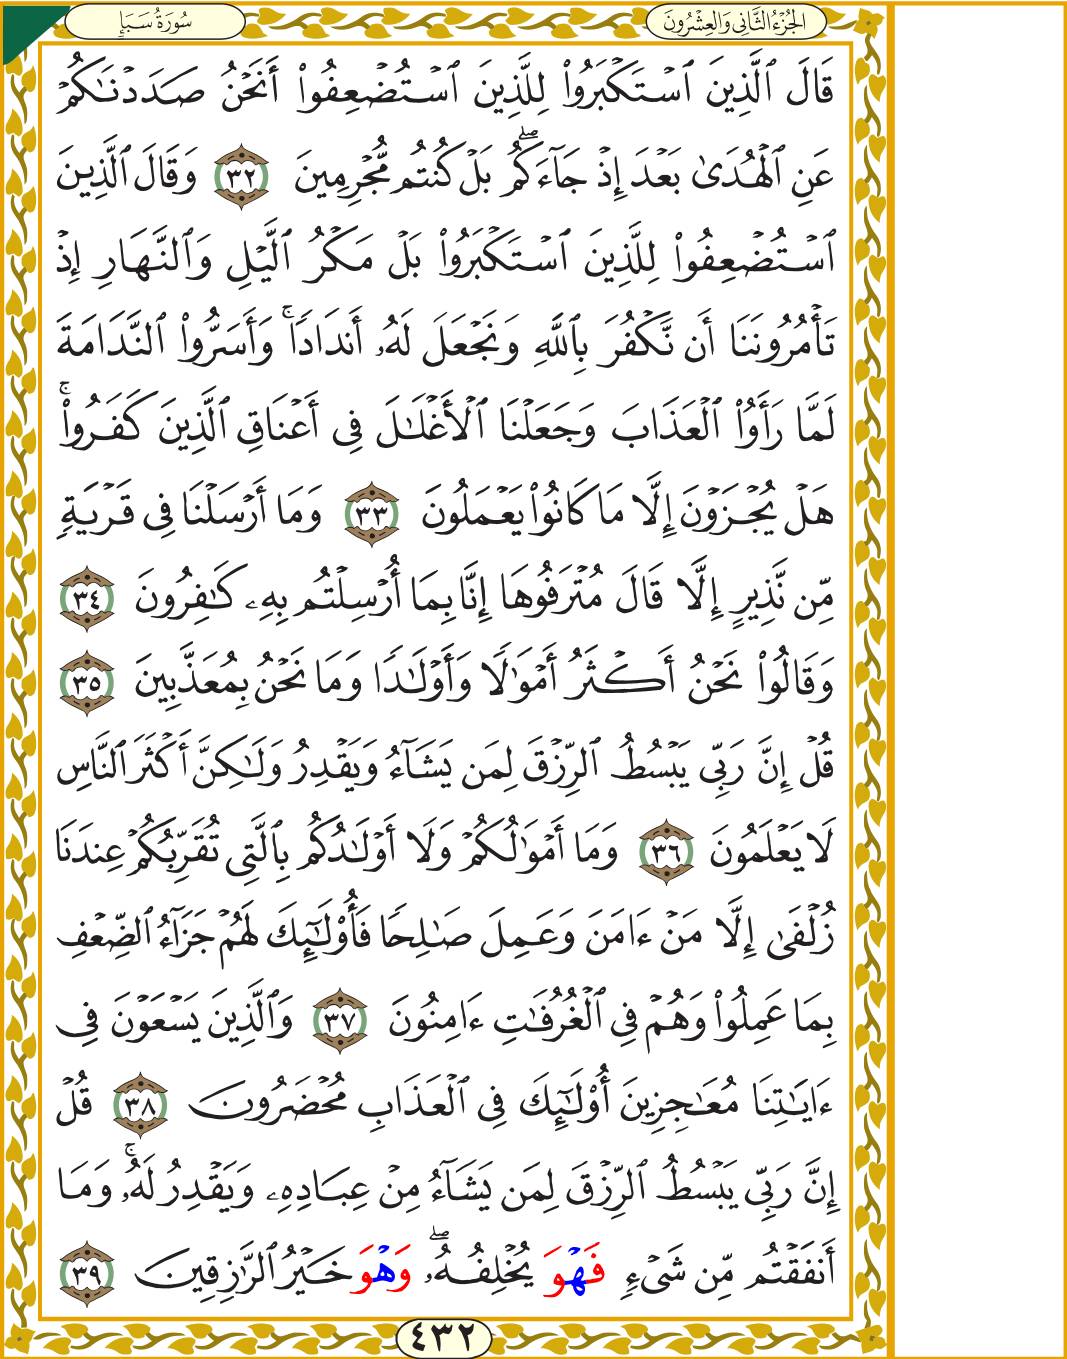 الجُزْءُ الثَّانِي وَالعِشْرُونَ
سُورَةُ سَبَإٍ
قَالَ ٱلَّذِينَ ٱسْتَكْبَرُوا۟ لِلَّذِينَ ٱسْتُضْعِفُوٓا۟ أَنَحْنُ صَدَدْنَٰكُمْ
عَنِ ٱلْهُدَىٰ بَعْدَ إِذْ جَآءَكُمۖ بَلْ كُنتُم مُّجْرِمِينَ ٣٢ وَقَالَ ٱلَّذِينَ
ٱسْتُضْعِفُوا۟ لِلَّذِينَ ٱسْتَكْبَرُوا۟ بَلْ مَكْرُ ٱلَّيْلِ وَٱلنَّهَارِ إِذْ
تَأْمُرُونَنَآ أَن نَّكْفُرَ بِٱللَّهِ وَنَجْعَلَ لَهُۥٓ أَندَادًاۚ وَأَسَرُّوا۟ ٱلنَّدَامَةَ
لَمَّا رَأَوُا۟ ٱلْعَذَابَ وَجَعَلْنَا ٱلْأَغْلَٰلَ فِىٓ أَعْنَاقِ ٱلَّذِينَ كَفَرُوا۟ۚ
هَلْ يُجْزَوْنَ إِلَّا مَا كَانُوا۟ يَعْمَلُونَ ٣٣ وَمَآ أَرْسَلْنَا فِى قَرْيَةٍ
مِّن نَّذِيرٍ إِلَّا قَالَ مُتْرَفُوهَآ إِنَّا بِمَآ أُرْسِلْتُم بِهِۦ كَٰفِرُونَ ٣٤
وَقَالُوا۟ نَحْنُ أَكْثَرُ أَمْوَٰلًا وَأَوْلَٰدًا وَمَا نَحْنُ بِمُعَذَّبِينَ ٣٥
قُلْ إِنَّ رَبِّى يَبْسُطُ ٱلرِّزْقَ لِمَن يَشَآءُ وَيَقْدِرُ وَلَٰكِنَّ أَكْثَرَ ٱلنَّاسِ
لَا يَعْلَمُونَ ٣٦ وَمَآ أَمْوَٰلُكُمْ وَلَآ أَوْلَٰدُكُم بِٱلَّتِى تُقَرِّبُكُمْ عِندَنَا
زُلْفَىٰٓ إِلَّا مَنْ ءَامَنَ وَعَمِلَ صَٰلِحًا فَأُو۟لَٰٓئِكَ لَهُمْ جَزَآءُ ٱلضِّعْفِ
بِمَا عَمِلُوا۟ وَهُمْ فِى ٱلْغُرُفَٰتِ ءَامِنُونَ ٣٧ وَٱلَّذِينَ يَسْعَوْنَ فِىٓ
ءَايَٰتِنَا مُعَٰجِزِينَ أُو۟لَٰٓئِكَ فِى ٱلْعَذَابِ مُحْضَرُونَ ٣٨ قُلْ
إِنَّ رَبِّى يَبْسُطُ ٱلرِّزْقَ لِمَن يَشَآءُ مِنْ عِبَادِهِۦ وَيَقْدِرُ لَهُۥۚ وَمَآ
أَنفَقْتُم مِّن شَىْءٍ فَهْوَ يُخْلِفُهُۥۖ وَهْوَ خَيْرُ ٱلرَّٰزِقِينَ ٣٩
٤٣٢